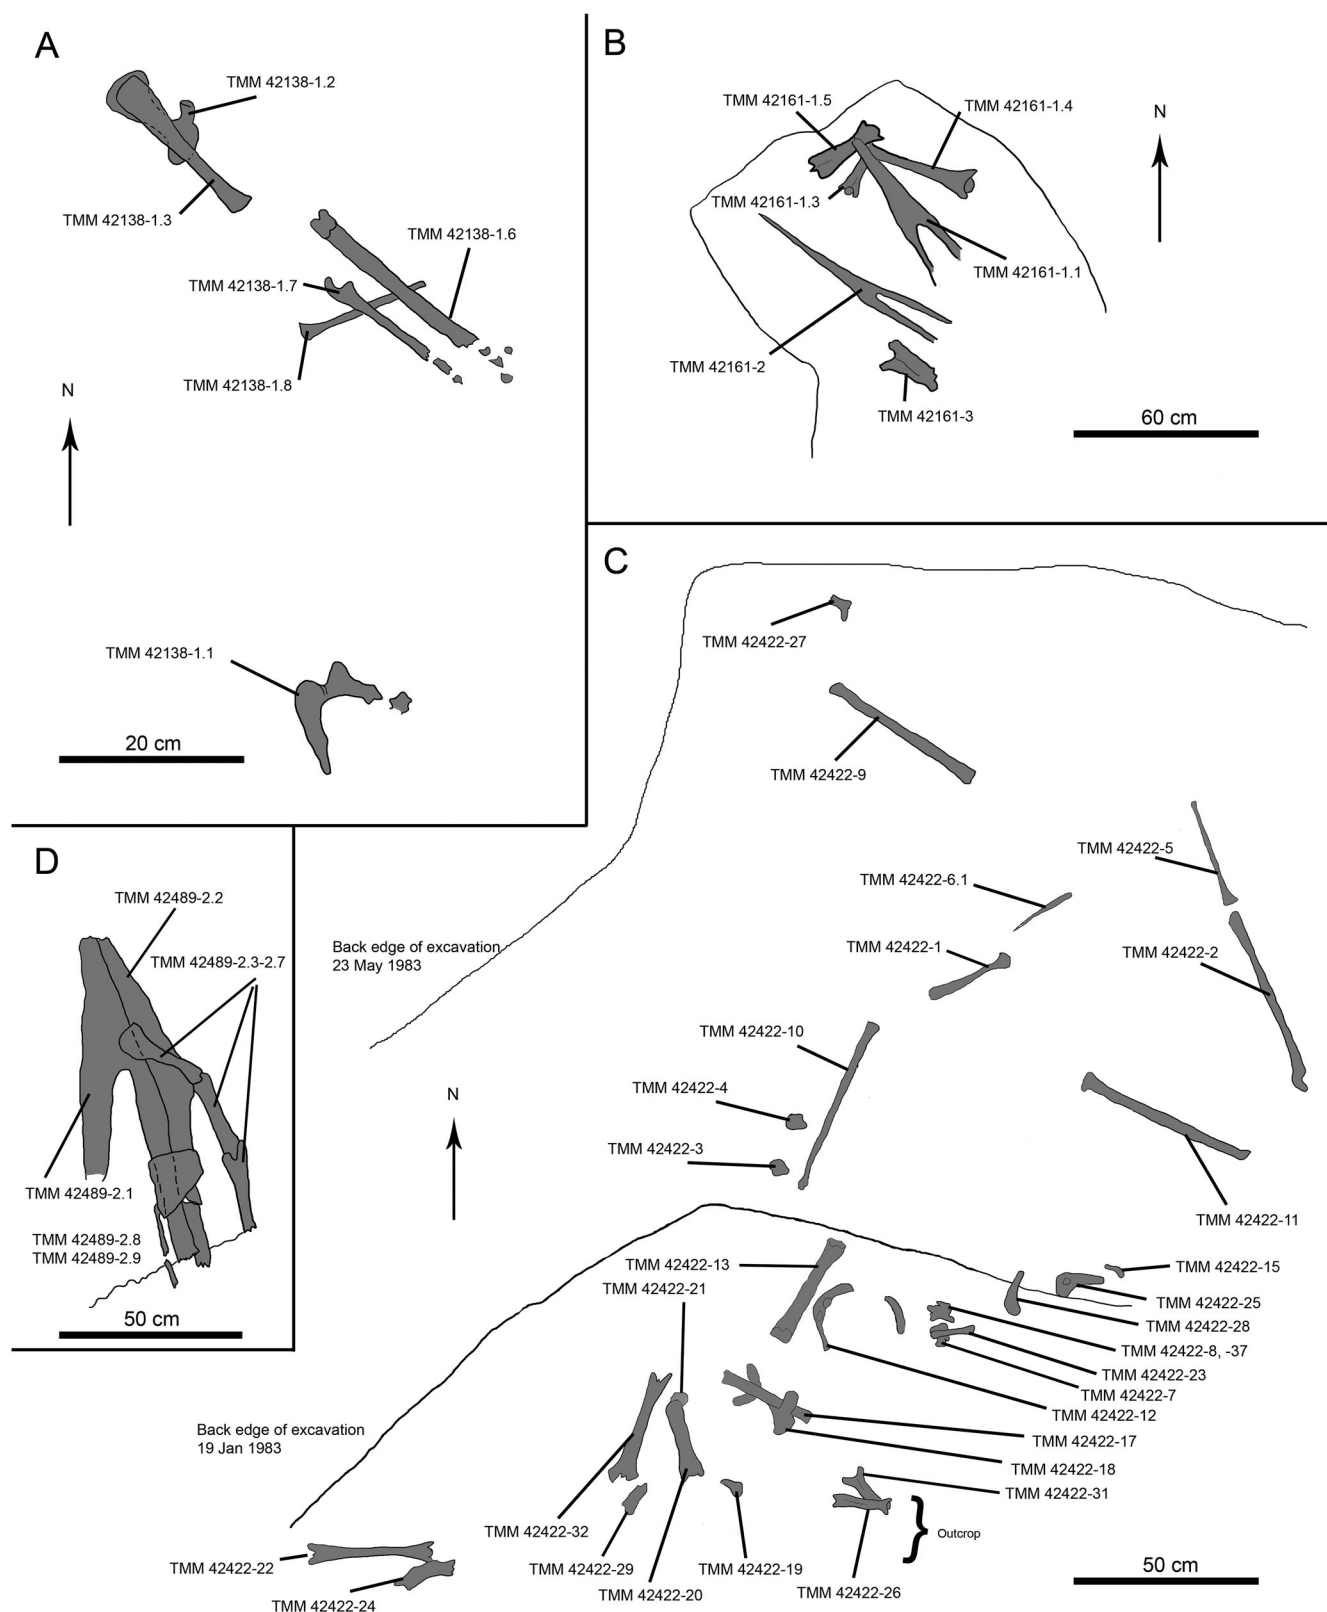 A
TMM 42138-1.2
TMM 42138-1.3
TMM 42138-1.6
TMM 42138-1.7
TMM 42138-1.8
N
TMM 42138-1.1
20 cm
B
TMM 42161-1.5
TMM 42161-1.4
N
TMM 42161-1.3
TMM 42161-1.1
TMM 42161-2
TMM 42161-3
60 cm
C
TMM 42422-27
TMM 42422-9
TMM 42422-5
TMM 42422-6.1
TMM 42422-1
TMM 42422-2
Back edge of excavation
23 May 1983
TMM 42422-10
TMM 42422-4
N
TMM 42422-3
TMM 42422-11
TMM 42422-13
TMM 42422-21
TMM 42422-15
TMM 42422-25
TMM 42422-28
TMM 42422-8, -37
TMM 42422-23
TMM 42422-7
TMM 42422-12
Back edge of excavation
19 Jan 1983
TMM 42422-17
TMM 42422-18
TMM 42422-31
TMM 42422-32
Outcrop
TMM 42422-22
TMM 42422-29
TMM 42422-19
TMM 42422-20
TMM 42422-26
TMM 42422-24
50 cm
D
TMM 42489-2.2
TMM 42489-2.3-2.7
TMM 42489-2.1
TMM 42489-2.8
TMM 42489-2.9
50 cm